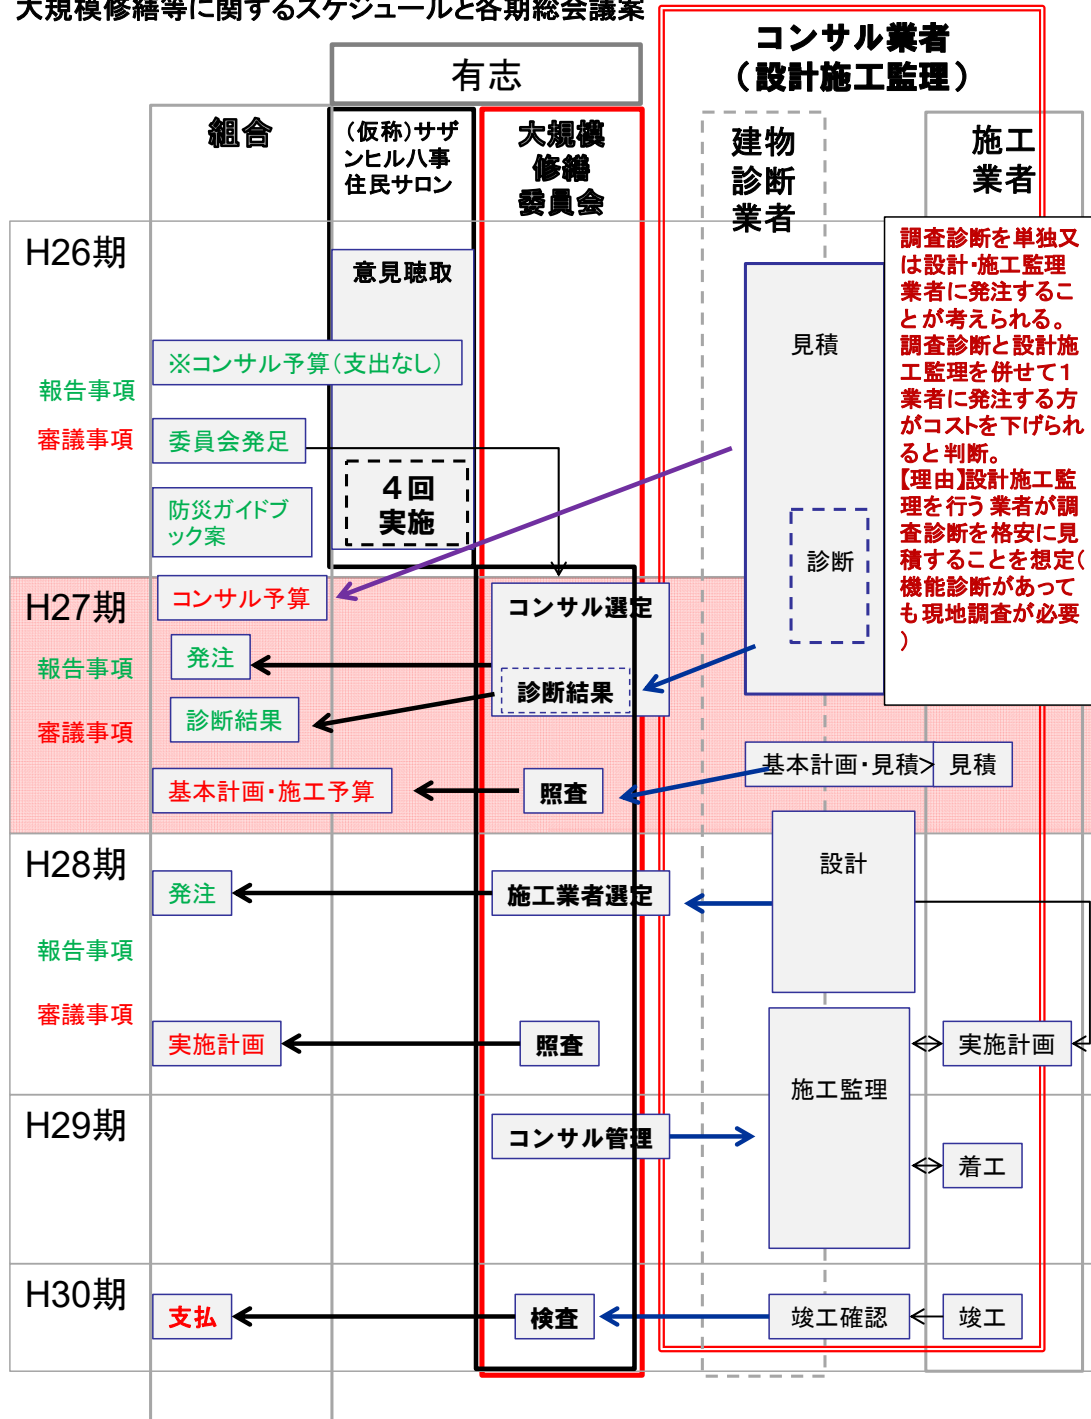 大規模修繕等に関するスケジュールと各期総会議案
有志
コンサル業者
（設計施工監理）
組合
（仮称）サザ
ンヒル八事
住民サロン
大規模
修繕
委員会
建物
診断
業者
施工
業者
H26期
報告事項
審議事項
意見聴取
※コンサル予算（支出なし）
委員会発足
４回
実施
防災ガイドブ
ック案
見積
診断
調査診断を単独又
は設計・施工監理
業者に発注するこ
とが考えられる。
調査診断と設計施
工監理を併せて１
業者に発注する方
がコストを下げられ
ると判断。
【理由】設計施工監
理を行う業者が調
査診断を格安に見
積することを想定（
機能診断があって
も現地調査が必要
）
H27期
報告事項
審議事項
コンサル予算
コンサル選定
発注
診断結果
診断結果
基本計画・施工予算
照査
基本計画・見積>
見積
H28期
報告事項
審議事項
発注
施工業者選定
設計
実施計画
照査
施工監理
実施計画
H29期
コンサル管理
着工
H30期
支払
検査
竣工確認
竣工